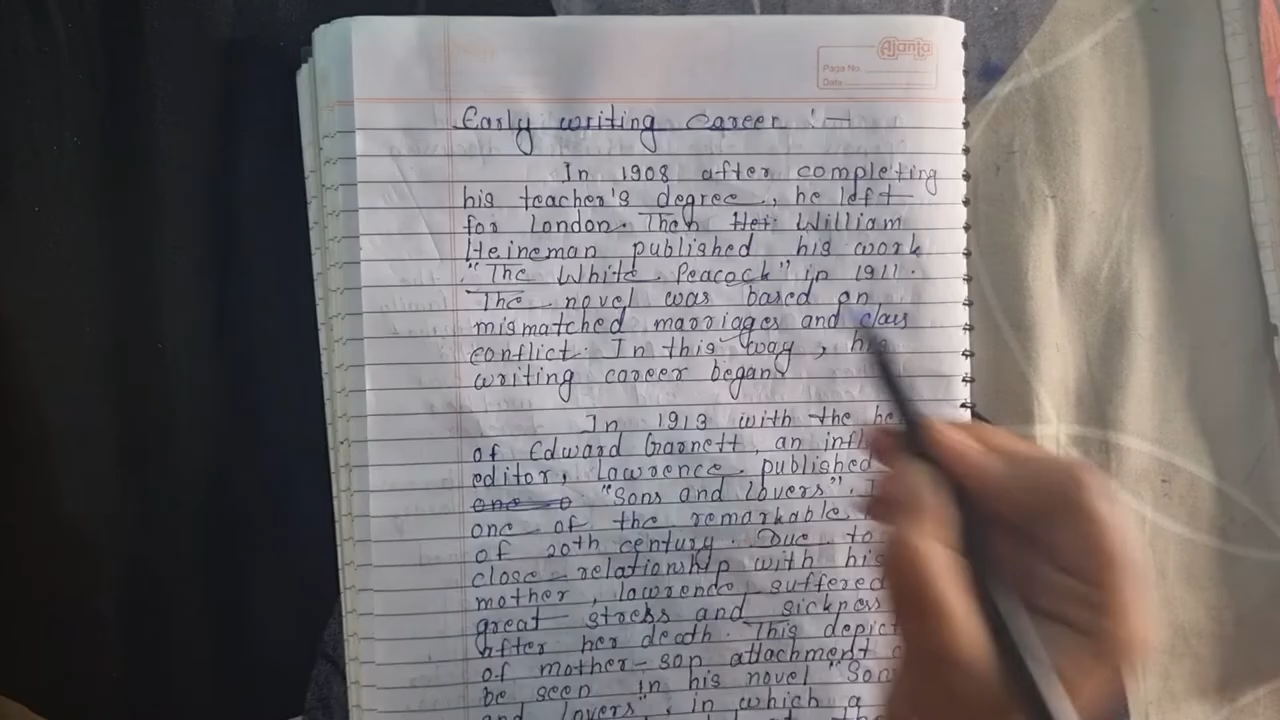 Ajanta
Page No.
Date
Early writing career :-
In 1908 after completing
his teacher's degree, he left
for London. Then William
Heineman published his work
"The White Peacock" in 1911.
The novel was based on
mismatched marriages and class
conflict. In this way, his
writing career began.
In 1913 with the
of Edward Garnett, an
editor, Lawrence published
"Sons and Lovers".
one of the remarkable
of 20th century. Due to
close relationship with his
mother, Lawrence suffered
great stress and sickness
after her death. This
of mother-son attachment
be seen in his novel
and Lovers", in which a